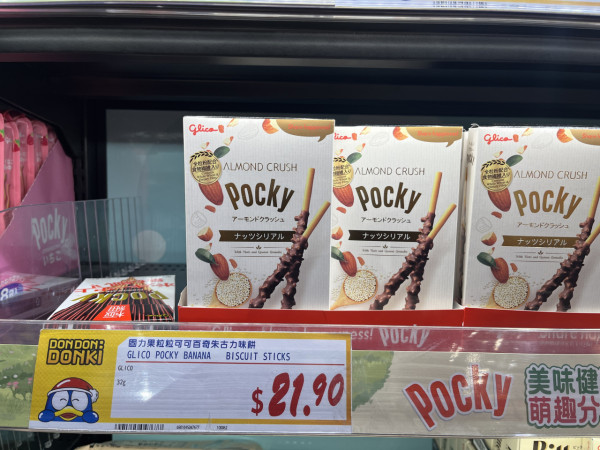 Glico
ALMOND CRUSH
Pocky
アーモンドクラッシュ
ナッツシリアル
Glico
ALMOND CRUSH
Pocky
アーモンドクラッシュ
ナッツシリアル
Glico
ALMOND CRUSH
Pocky
アーモンドクラッシュ
ナッツシリアル
Pocky
いちご
POCKY
DON DON:
DONKI
固力果粒粒可可百奇朱古力味餅
GLICO POCKY BANANA BISCUIT STICKS
GLICO
32g
$21.90
Pocky
美味健
萌趣分